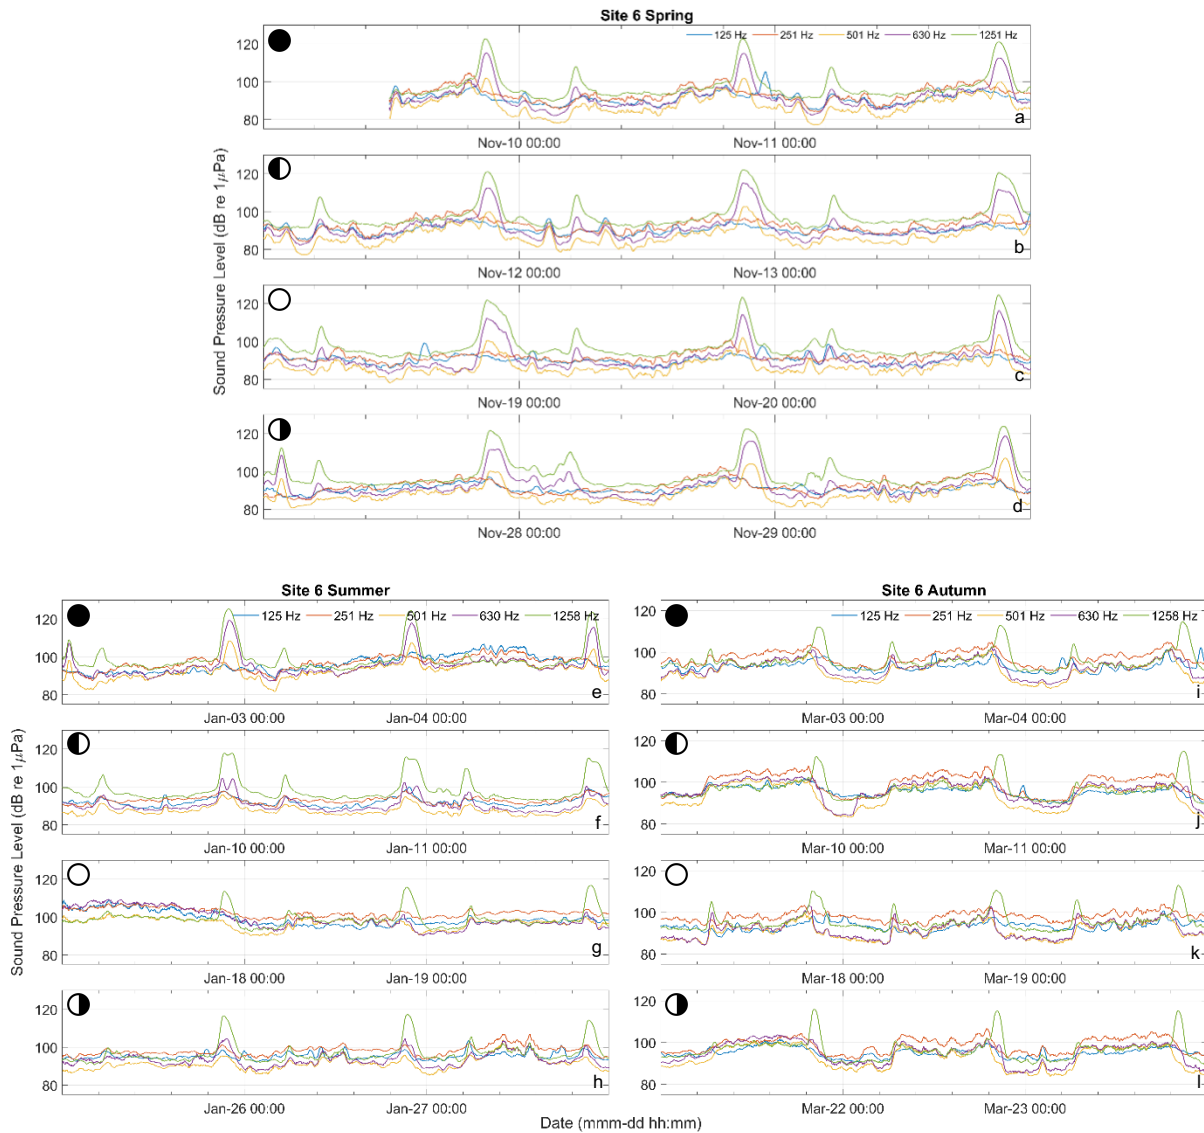 Site 6 Spring
125 Hz 251 Hz 501 Hz 630 Hz 1251 Hz
120
100
80
a
Nov-10 00:00 Nov-11 00:00
120
100
80
b
Nov-12 00:00 Nov-13 00:00
120
100
80
c
Nov-19 00:00 Nov-20 00:00
120
100
80
d
Nov-28 00:00 Nov-29 00:00
Sound Pressure Level (dB re 1μPa)
Site 6 Summer
125 Hz 251 Hz 501 Hz 630 Hz 1258 Hz
120
100
80
e
Jan-03 00:00 Jan-04 00:00
120
100
80
f
Jan-10 00:00 Jan-11 00:00
120
100
80
g
Jan-18 00:00 Jan-19 00:00
120
100
80
h
Jan-26 00:00 Jan-27 00:00
Sound Pressure Level (dB re 1μPa)
Site 6 Autumn
125 Hz 251 Hz 501 Hz 630 Hz 1258 Hz
120
100
80
i
Mar-03 00:00 Mar-04 00:00
120
100
80
j
Mar-10 00:00 Mar-11 00:00
120
100
80
k
Mar-18 00:00 Mar-19 00:00
120
100
80
l
Mar-22 00:00 Mar-23 00:00
Date (mmm-dd hh:mm)